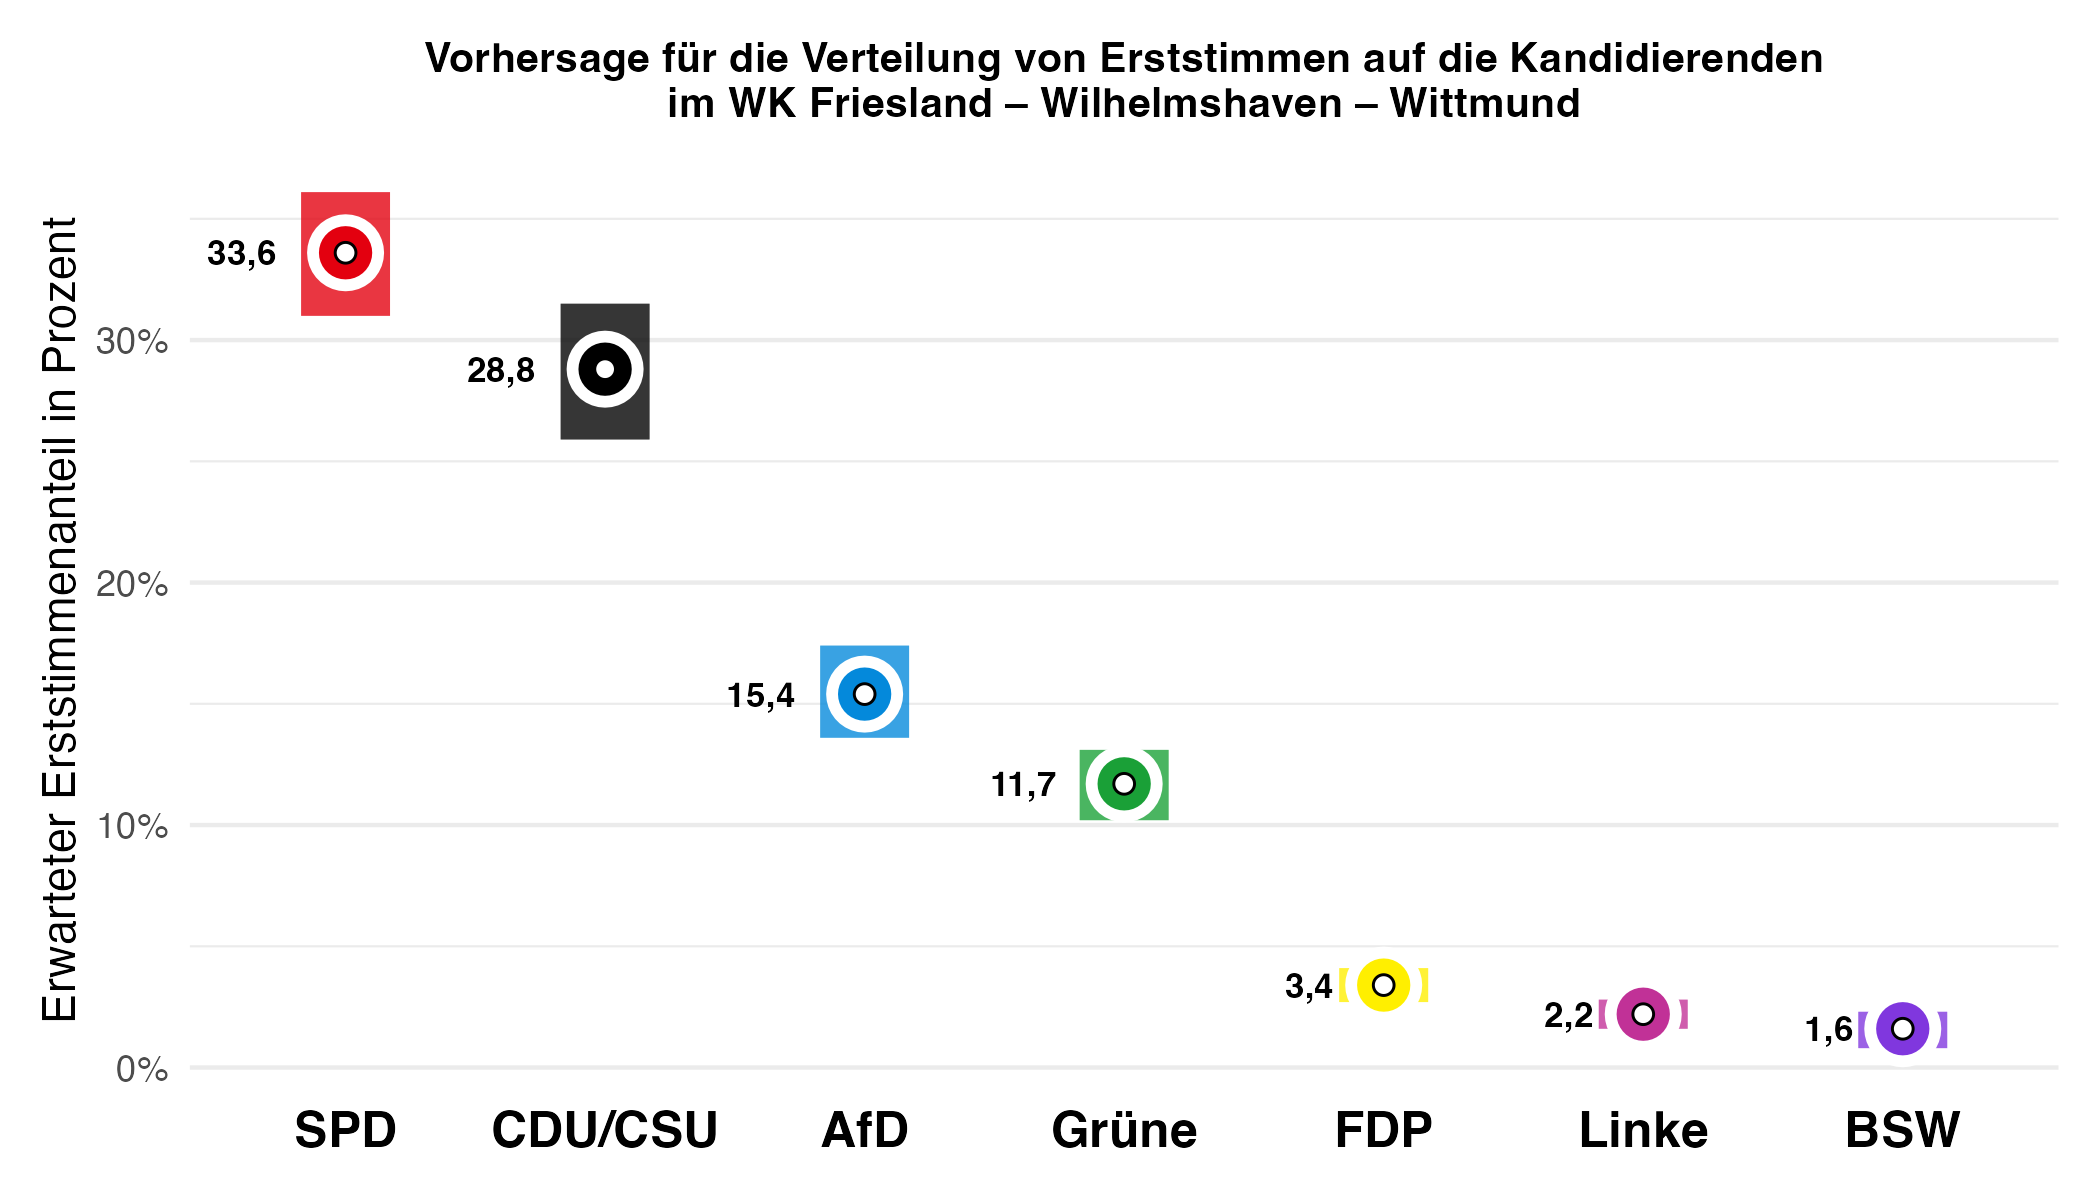 Vorhersage für die Verteilung von Erststimmen auf die Kandidierenden
im WK Friesland – Wilhelmshaven – Wittmund
Erwarteter Erststimmenanteil in Prozent
30%
20%
10%
0%
33,6
28,8
15,4
11,7
3,4
2,2
1,6
SPD
CDU/CSU
AfD
Grüne
FDP
Linke
BSW